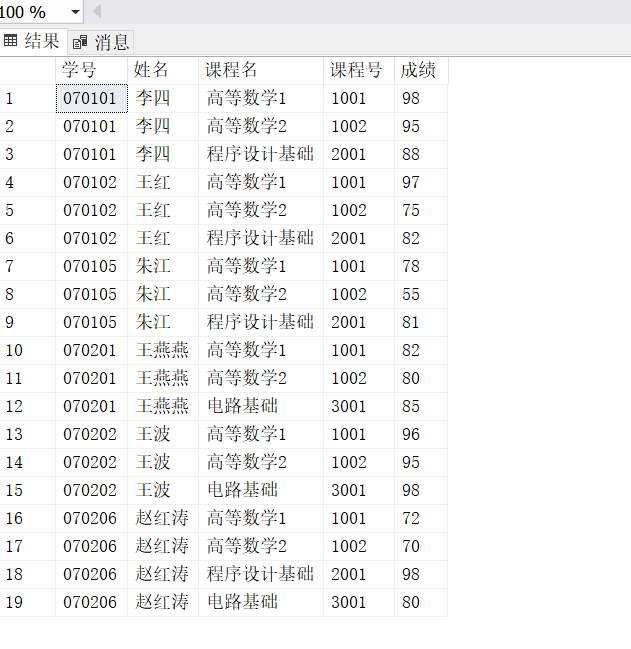 100 %
结果 消息
学号 姓名 课程名 课程号 成绩
1 070101 李四 高等数学1 1001 98
2 070101 李四 高等数学2 1002 95
3 070101 李四 程序设计基础 2001 88
4 070102 王红 高等数学1 1001 97
5 070102 王红 高等数学2 1002 75
6 070102 王红 程序设计基础 2001 82
7 070105 朱江 高等数学1 1001 78
8 070105 朱江 高等数学2 1002 55
9 070105 朱江 程序设计基础 2001 81
10 070201 王燕燕 高等数学1 1001 82
11 070201 王燕燕 高等数学2 1002 80
12 070201 王燕燕 电路基础 3001 85
13 070202 王波 高等数学1 1001 96
14 070202 王波 高等数学2 1002 95
15 070202 王波 电路基础 3001 98
16 070206 赵红涛 高等数学1 1001 72
17 070206 赵红涛 高等数学2 1002 70
18 070206 赵红涛 程序设计基础 2001 98
19 070206 赵红涛 电路基础 3001 80